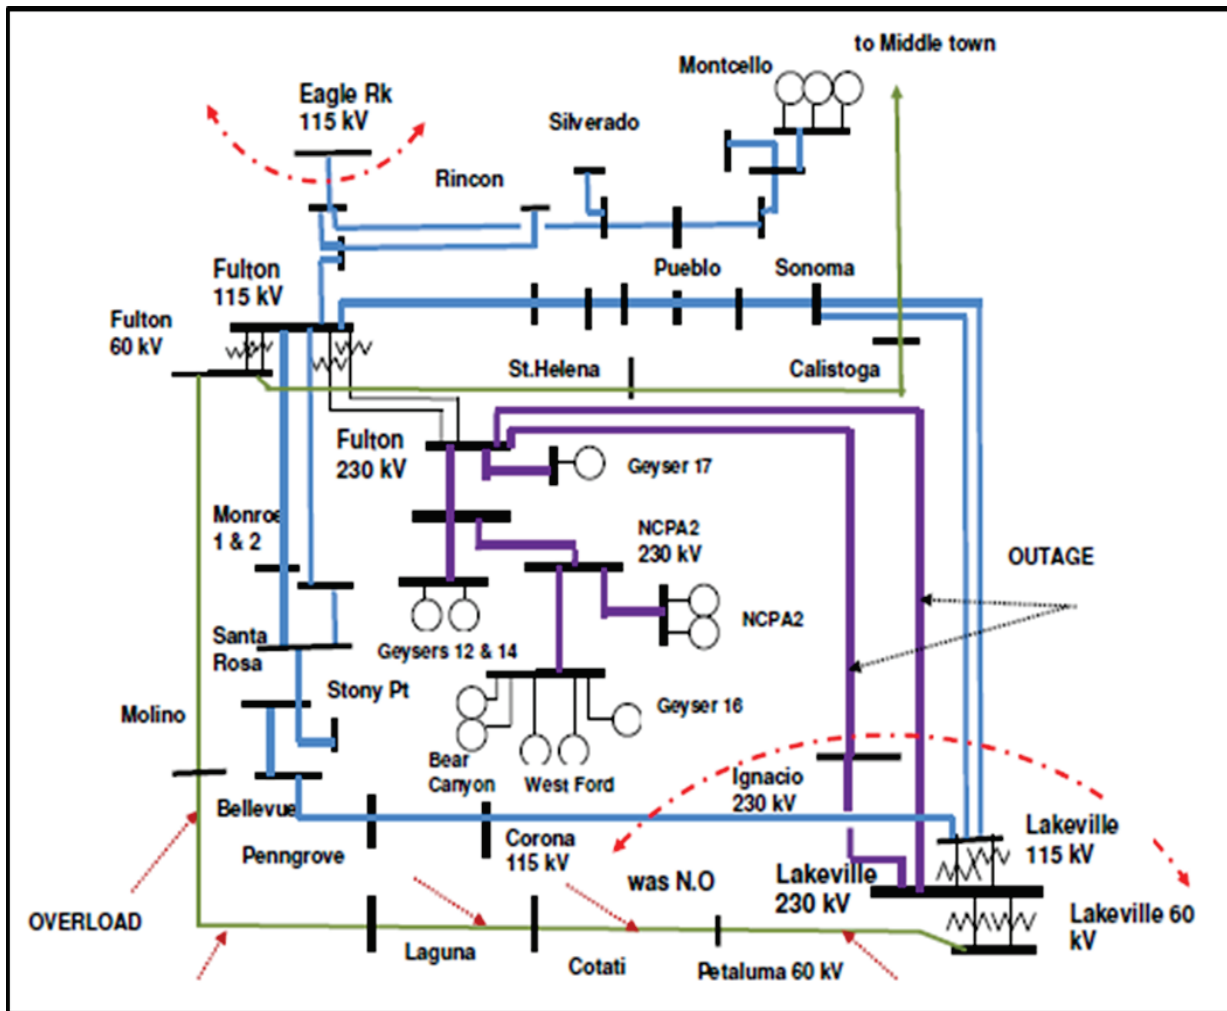 to Middle town
Montcello
Eagle Rk
115 kV
Silverado
Rincon
Fulton
115 kV
Pueblo
Sonoma
Fulton
60 kV
St.Helena
Calistoga
Fulton
230 kV
Geyser 17
Monroe
1 & 2
NCPA2
230 kV
OUTAGE
NCPA2
Santa
Rosa
Geysers 12 & 14
Stony Pt
Molino
Geyser 16
Bear
Canyon
West Ford
Ignacio
230 kV
Bellevue
Penngrove
Corona
115 kV
Lakeville
115 kV
was N.O
Lakeville
230 kV
OVERLOAD
Lakeville 60
kV
Laguna
Cotati
Petaluma 60 kV